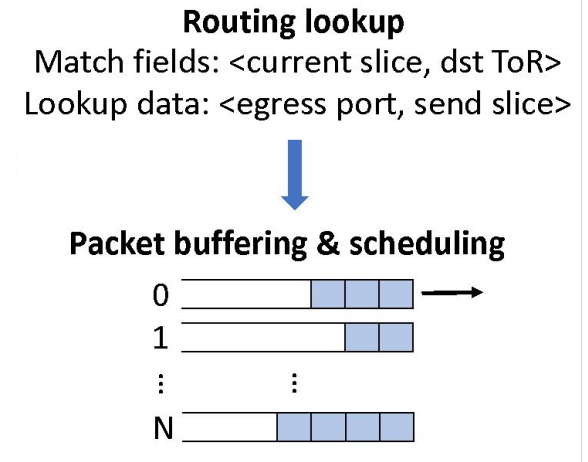 Routing lookup
Match fields: <current slice, dst ToR>
Lookup data: <egress port, send slice>
Packet buffering & scheduling
0
1
⋮ ⋮
N